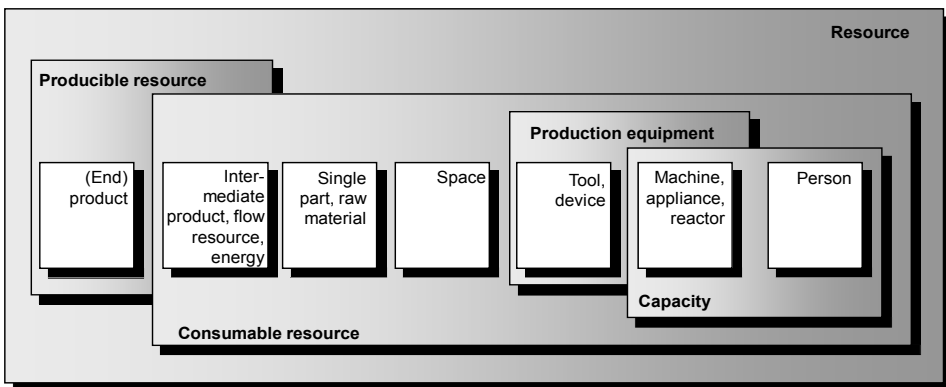 Resource
Producible resource
Production equipment
(End)
product
Inter-
mediate
product, flow
resource,
energy
Single
part, raw
material
Space
Tool,
device
Machine,
appliance,
reactor
Person
Capacity
Consumable resource